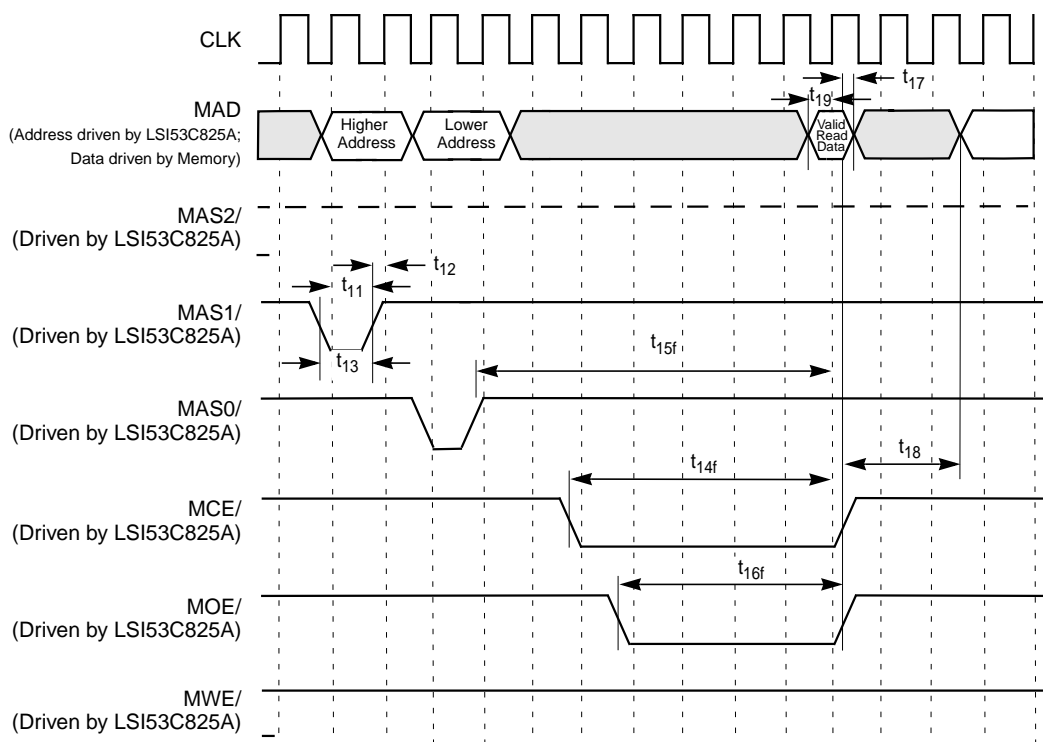 CLK
MAD
(Address driven by LSI53C825A;
Data driven by Memory)
Higher
Address
Lower
Address
t19
Valid
Read
Data
t17
MAS2/
(Driven by LSI53C825A)
t12
t11
MAS1/
(Driven by LSI53C825A)
t13
t15f
MAS0/
(Driven by LSI53C825A)
t14f
t18
MCE/
(Driven by LSI53C825A)
t16f
MOE/
(Driven by LSI53C825A)
MWE/
(Driven by LSI53C825A)